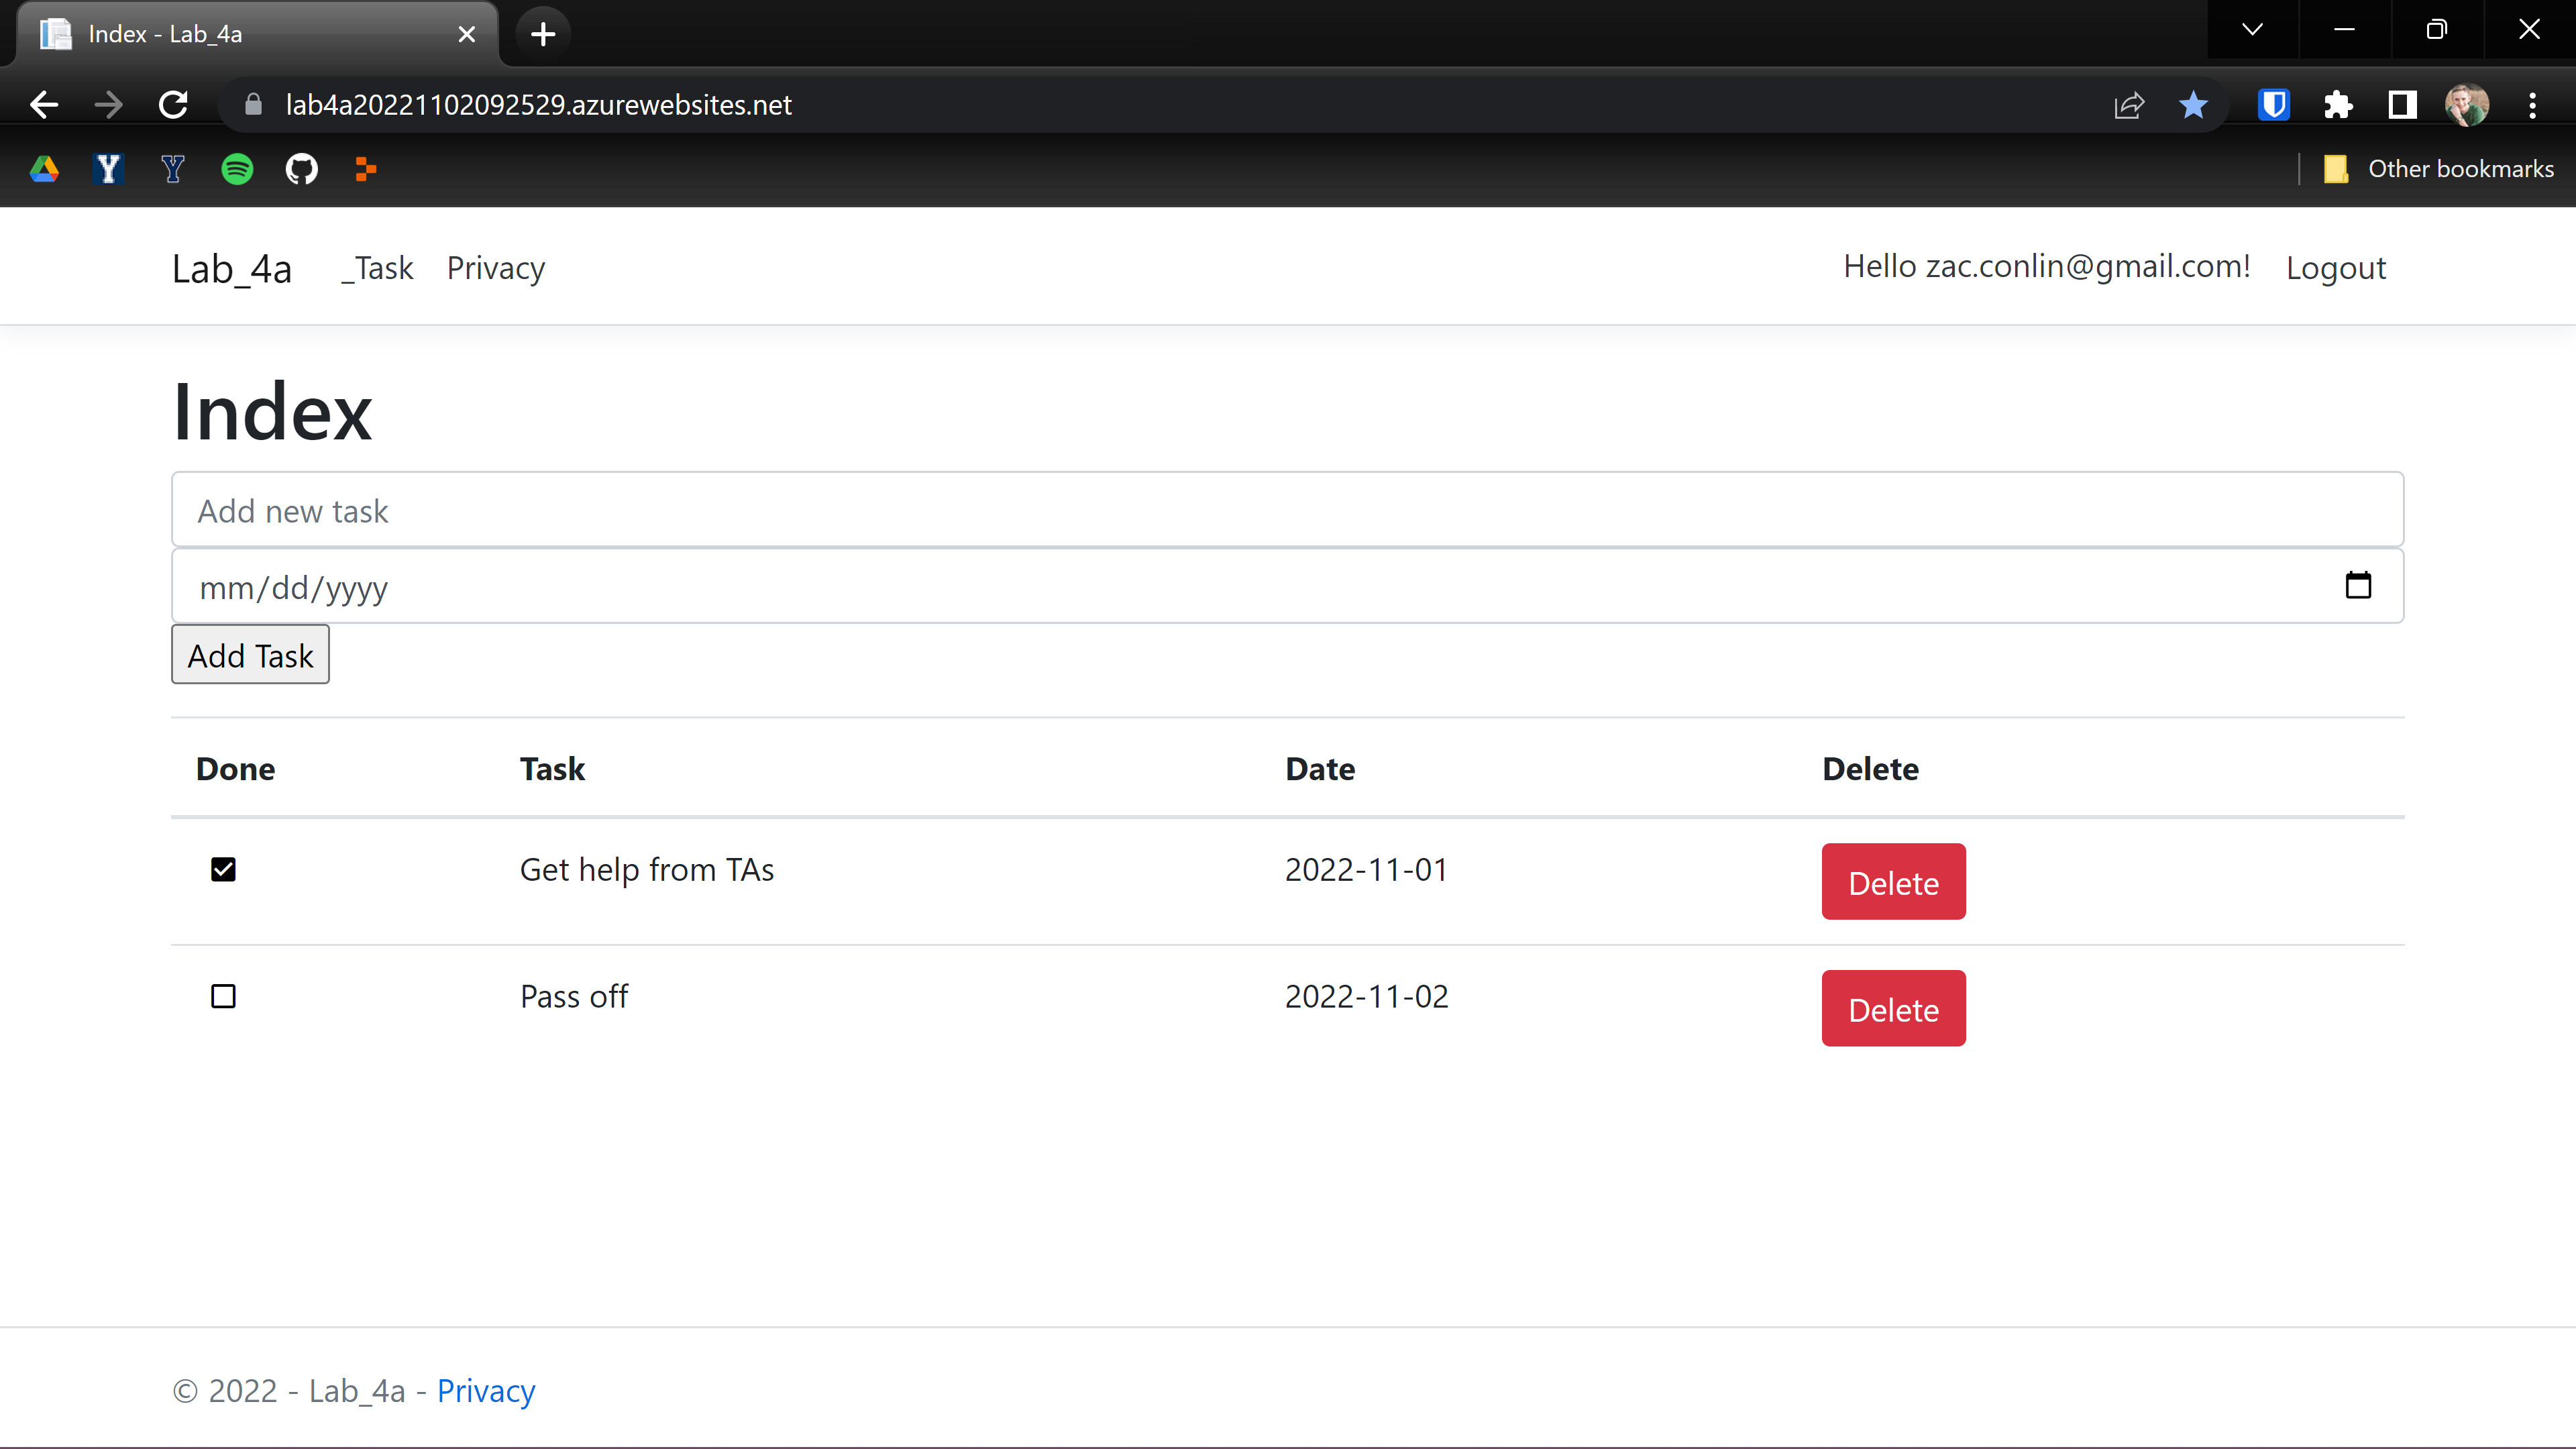 Index - Lab_4a
lab4a20221102092529.azurewebsites.net
Y Y
Other bookmarks
Lab_4a _Task Privacy Hello zac.conlin@gmail.com! Logout
Index
Add new task
mm/dd/yyyy
Add Task
Done Task Date Delete
Get help from TAs 2022-11-01 Delete
Pass off 2022-11-02 Delete
© 2022 - Lab_4a - Privacy